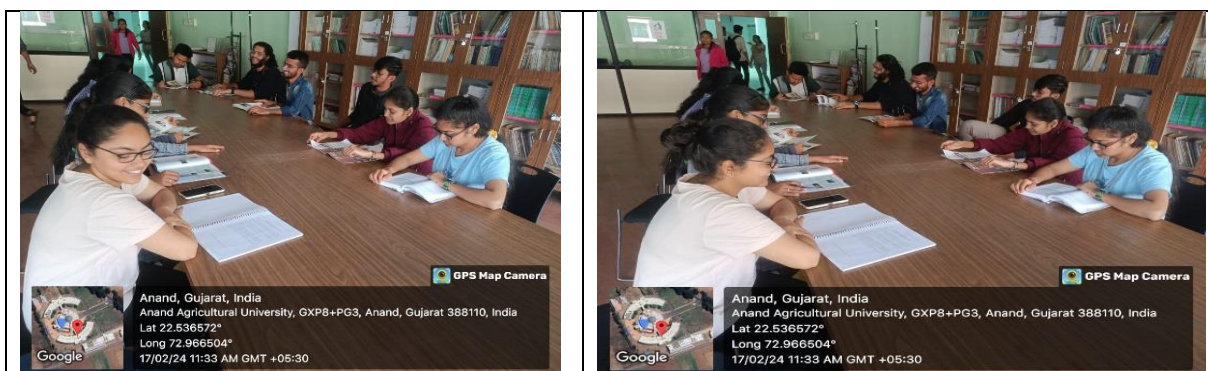 GPS Map Camera
Anand, Gujarat, India
Anand Agricultural University, GXP8+PG3, Anand, Gujarat 388110, India
Lat 22.536572°
Long 72.966504°
17/02/24 11:33 AM GMT +05:30
Google
GPS Map Camera
Anand, Gujarat, India
Anand Agricultural University, GXP8+PG3, Anand, Gujarat 388110, India
Lat 22.536572°
Long 72.966504°
17/02/24 11:33 AM GMT +05:30
Google